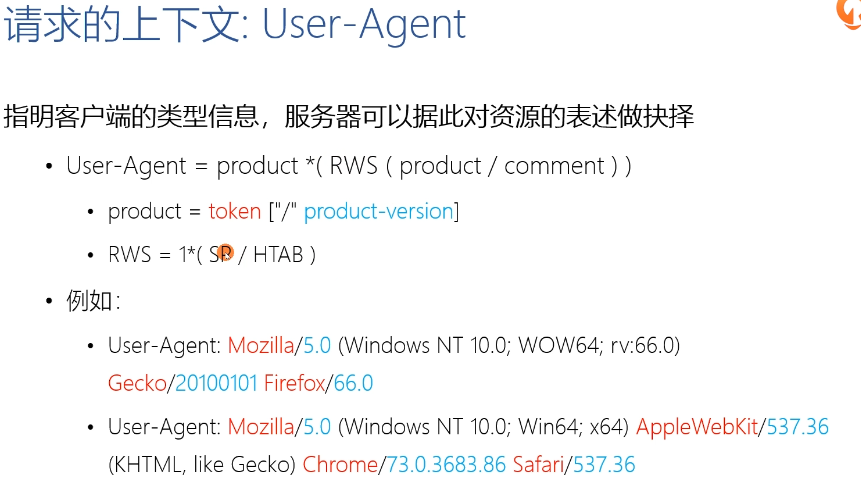 请求的上下文: User-Agent
指明客户端的类型信息，服务器可以据此对资源的表述做抉择
• User-Agent = product *( RWS ( product / comment ) )
• product = token ["/" product-version]
• RWS = 1*( SP / HTAB )
• 例如：
• User-Agent: Mozilla/5.0 (Windows NT 10.0; WOW64; rv:66.0)
Gecko/20100101 Firefox/66.0
• User-Agent: Mozilla/5.0 (Windows NT 10.0; Win64; x64) AppleWebKit/537.36
(KHTML, like Gecko) Chrome/73.0.3683.86 Safari/537.36